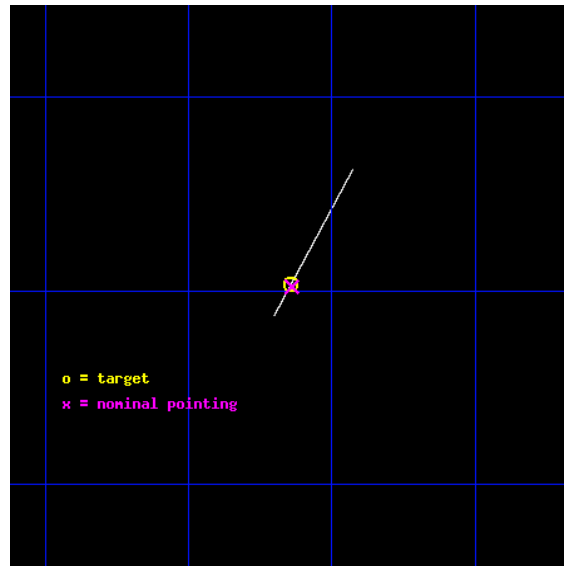 o = target
x = nominal pointing